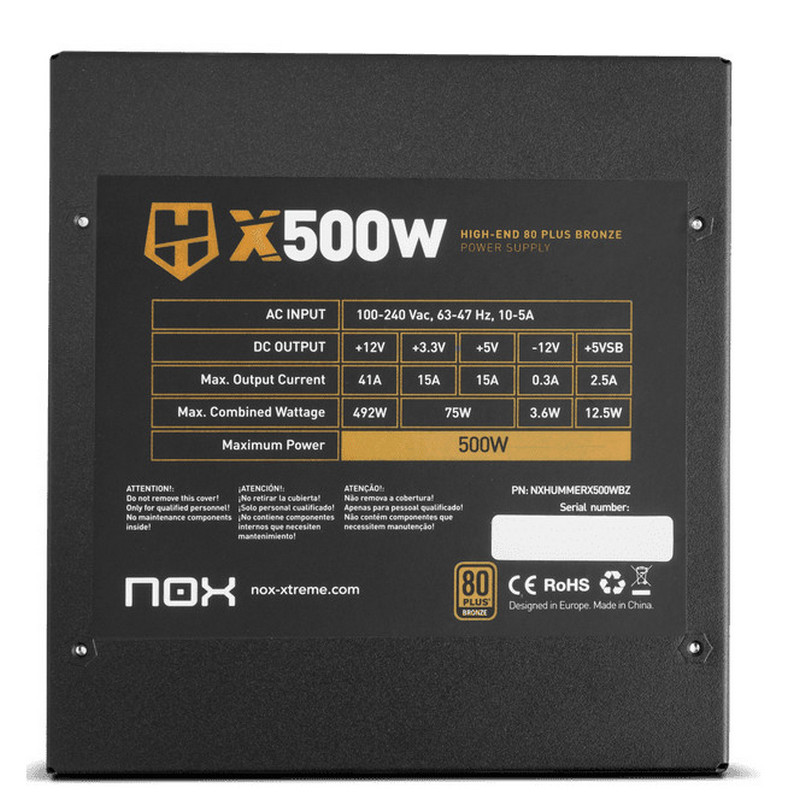 X500W
HIGH-END 80 PLUS BRONZE
POWER SUPPLY
AC INPUT 100-240 Vac, 63-47 Hz, 10-5A
DC OUTPUT +12V +3.3V +5V -12V +5VSB
Max. Output Current 41A 15A 15A 0.3A 2.5A
Max. Combined Wattage 492W 75W 3.6W 12.5W
Maximum Power 500W
ATTENTION!:
Do not remove this cover!
Only for qualified personnel!
No maintenance components
inside!
¡ATENCIÓN!:
¡No retirar la cubierta!
¡Solo personal cualificado!
¡No contiene componentes
internos que necesiten
mantenimiento!
ATENÇÃO!:
Não remova a cobertura!
Apenas para pessoal qualificado!
Não contém componentes que
necessitem manutenção!
PN: NXHUMMERX500WBZ
Serial number:
nox
nox-xtreme.com
80
PLUS
BRONZE
CE RoHS
Designed in Europe. Made in China.